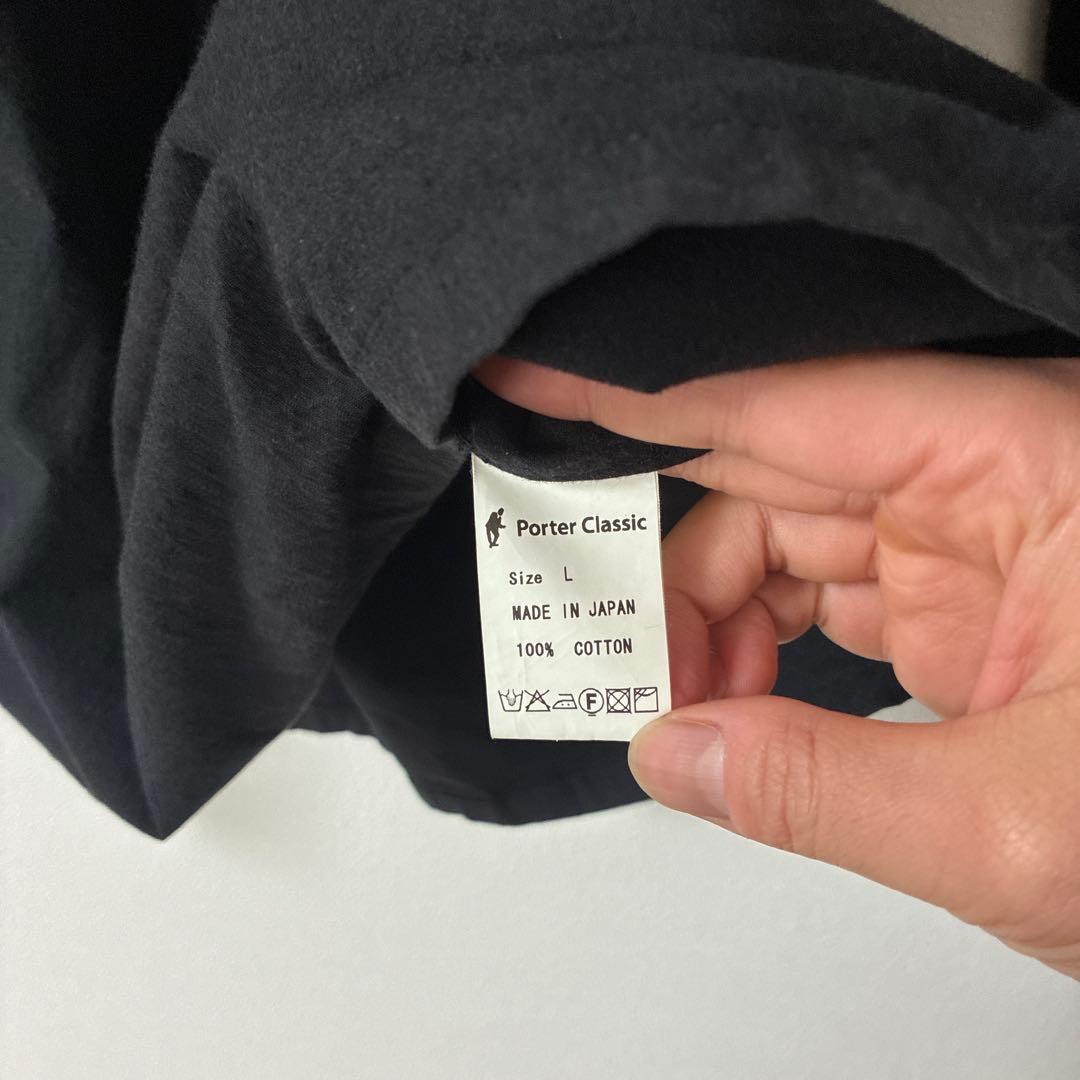 Porter Classic
Size L
MADE IN JAPAN
100% COTTON
F